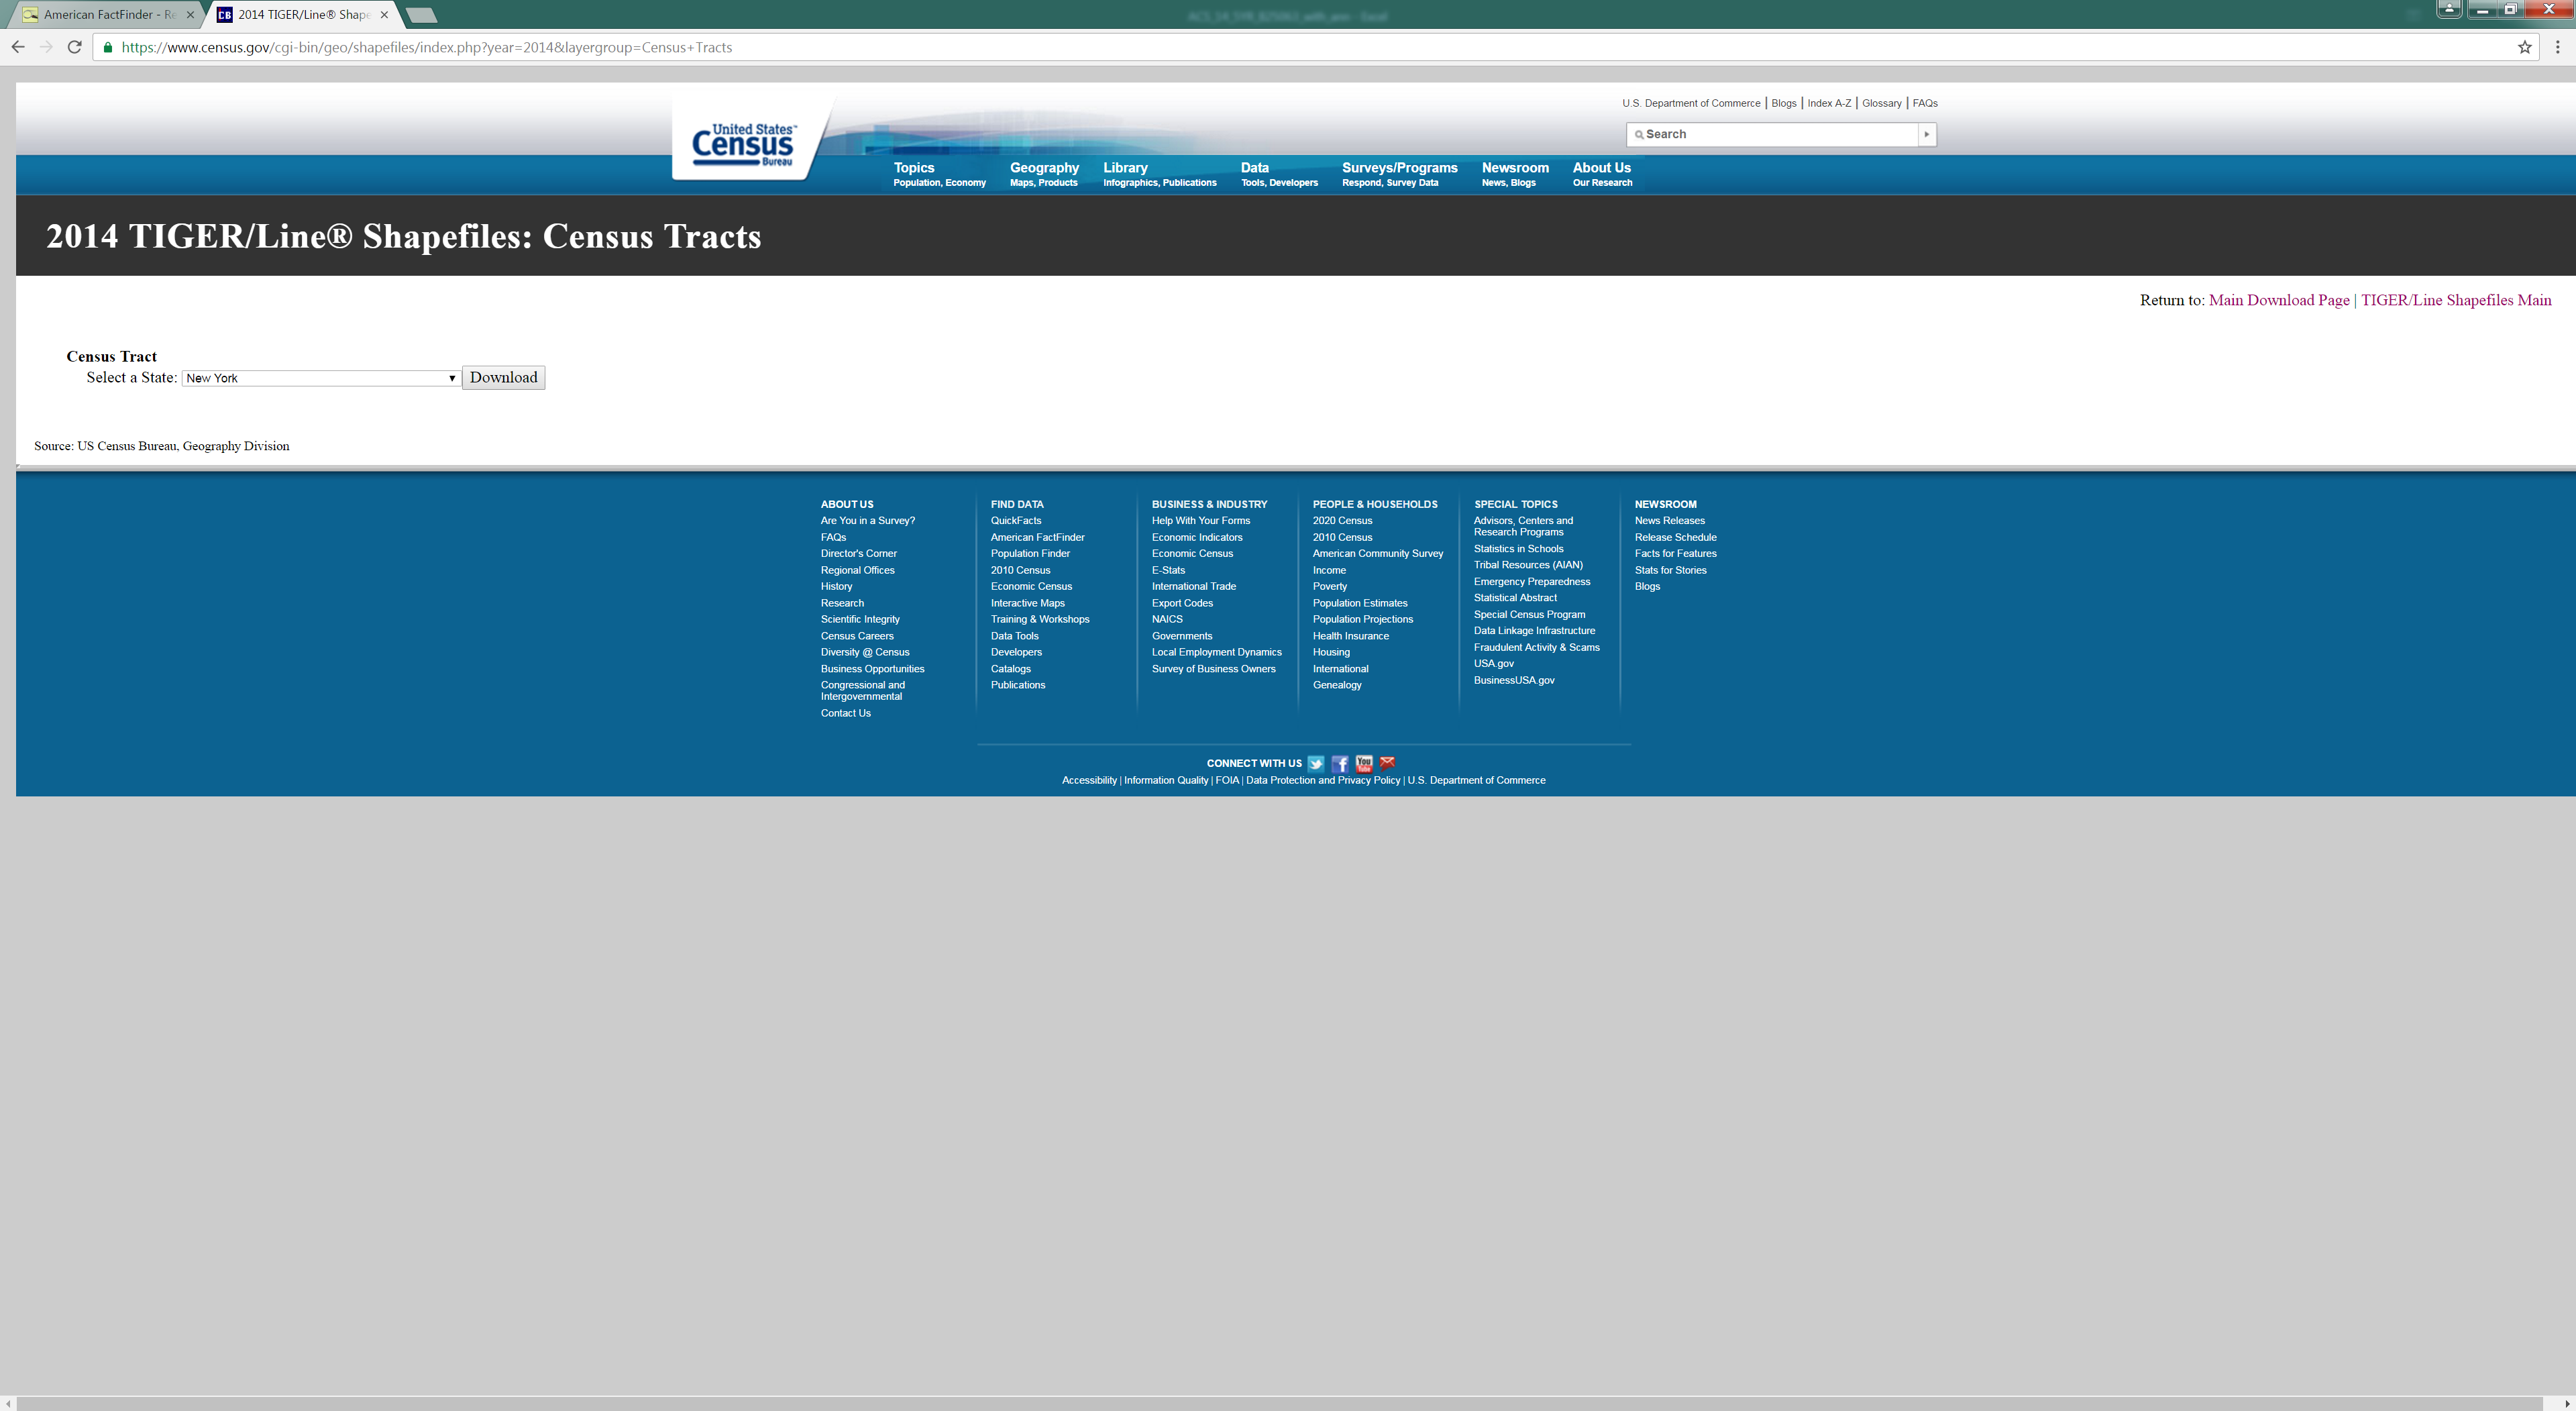 American FactFinder - Re
2014 TIGER/Line® Shape
https://www.census.gov/cgi-bin/geo/shapefiles/index.php?year=2014&layergroup=Census+Tracts
U.S. Department of Commerce | Blogs | Index A-Z | Glossary | FAQs
United States™
Census
Bureau
Search
Topics Geography Library Data Surveys/Programs Newsroom About Us
Population, Economy Maps, Products Infographics, Publications Tools, Developers Respond, Survey Data News, Blogs Our Research
2014 TIGER/Line® Shapefiles: Census Tracts
Return to: Main Download Page | TIGER/Line Shapefiles Main
Census Tract
Select a State: New York Download
Source: US Census Bureau, Geography Division
ABOUT US
Are You in a Survey?
FAQs
Director's Corner
Regional Offices
History
Research
Scientific Integrity
Census Careers
Diversity @ Census
Business Opportunities
Congressional and
Intergovernmental
Contact Us
FIND DATA
QuickFacts
American FactFinder
Population Finder
2010 Census
Economic Census
Interactive Maps
Training & Workshops
Data Tools
Developers
Catalogs
Publications
BUSINESS & INDUSTRY
Help With Your Forms
Economic Indicators
Economic Census
E-Stats
International Trade
Export Codes
NAICS
Governments
Local Employment Dynamics
Survey of Business Owners
PEOPLE & HOUSEHOLDS
2020 Census
2010 Census
American Community Survey
Income
Poverty
Population Estimates
Population Projections
Health Insurance
Housing
International
Genealogy
SPECIAL TOPICS
Advisors, Centers and
Research Programs
Statistics in Schools
Tribal Resources (AIAN)
Emergency Preparedness
Statistical Abstract
Special Census Program
Data Linkage Infrastructure
Fraudulent Activity & Scams
USA.gov
BusinessUSA.gov
NEWSROOM
News Releases
Release Schedule
Facts for Features
Stats for Stories
Blogs
CONNECT WITH US
Accessibility | Information Quality | FOIA | Data Protection and Privacy Policy | U.S. Department of Commerce